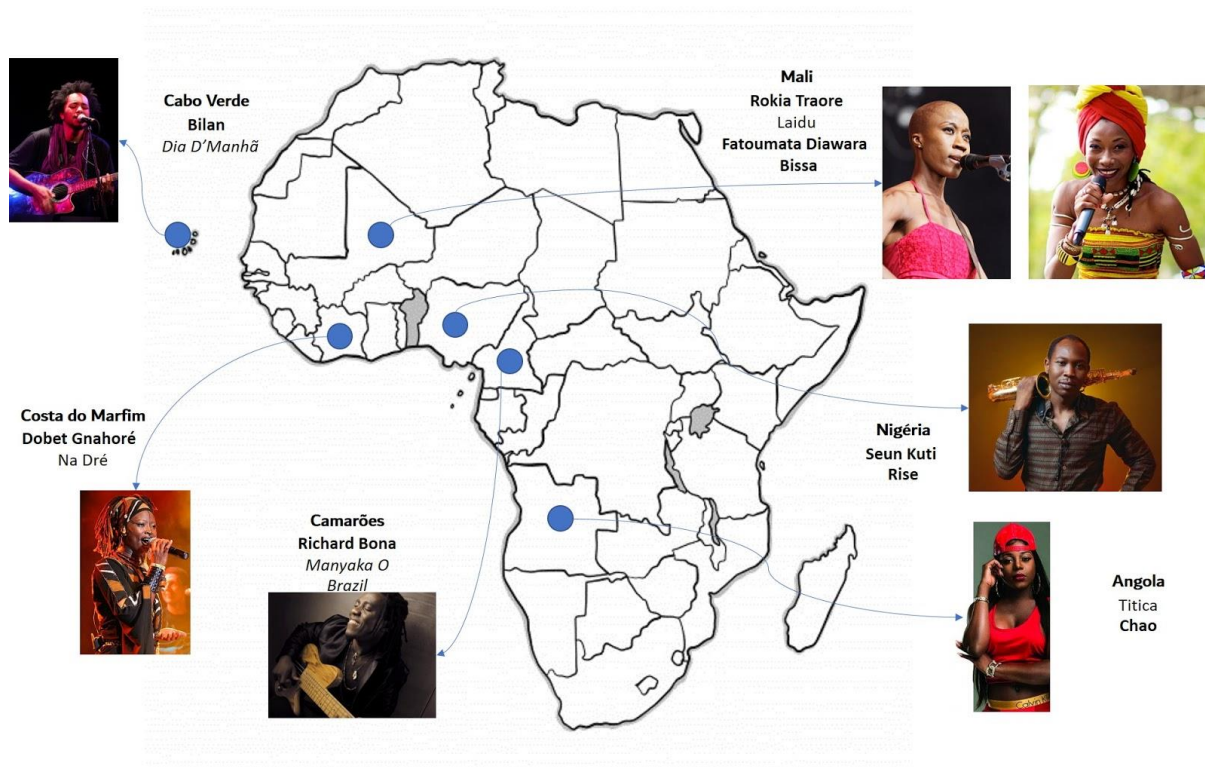 Cabo Verde
Bilan
Dia D’Manhã
Mali
Rokia Traore
Laidu
Fatoumata Diawara
Bissa
Costa do Marfim
Dobet Gnahoré
Na Dré
Camarões
Richard Bona
Manyaka O
Brazil
Nigéria
Seun Kuti
Rise
Angola
Titica
Chao